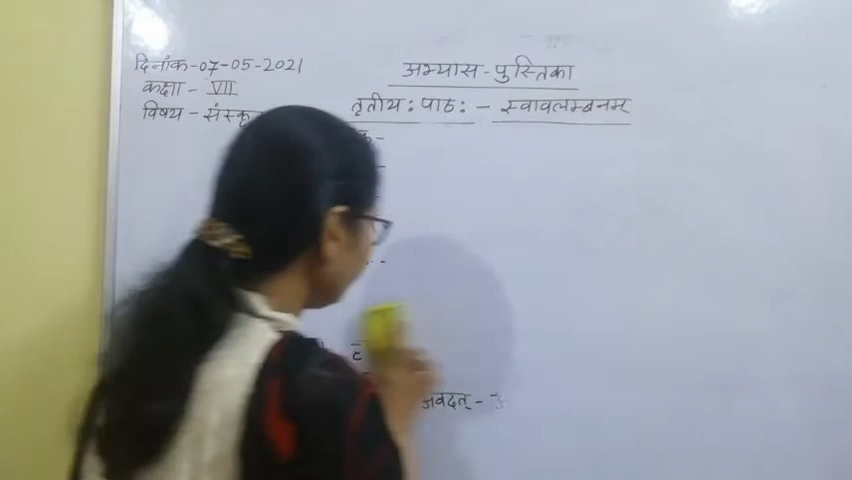 दिनांक-07-05-2021
अभ्यास-पुस्तिका
कक्षा - VII
विषय - संस्कृ
तृतीय: पाठ: - स्वावलम्बनम्
अवदत् -